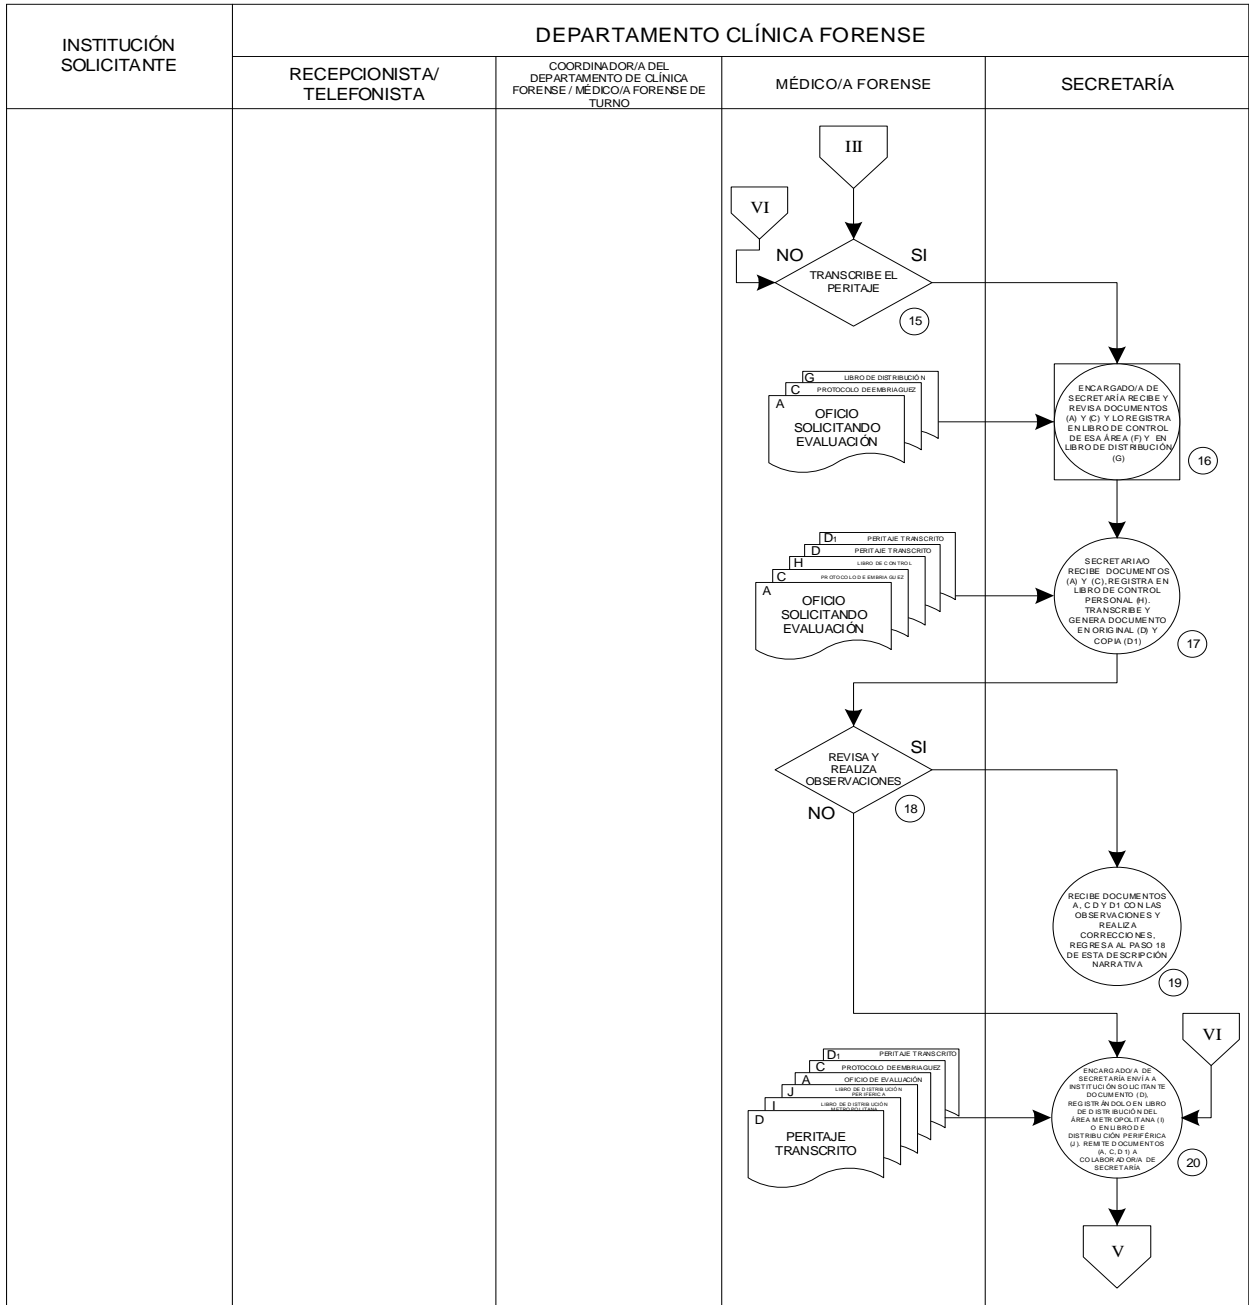 INSTITUCIÓN
SOLICITANTE
DEPARTAMENTO CLÍNICA FORENSE
RECEPCIONISTA/
TELEFONISTA
COORDINADOR/A DEL
DEPARTAMENTO DE CLÍNICA
FORENSE / MÉDICO/A FORENSE DE
TURNO
MÉDICO/A FORENSE
SECRETARÍA
III
VI
NO
SI
TRANSCRIBE EL
PERITAJE
15
G LIBRO DE DISTRIBUCIÓN
C PROTOCOLO DE EMBRIAGUEZ
A
OFICIO
SOLICITANDO
EVALUACIÓN
ENCARGADO/A DE
SECRETARÍA RECIBE Y
REVISA DOCUMENTOS
(A) Y (C) Y LO REGISTRA
EN LIBRO DE CONTROL
DE ESA ÁREA (F) Y EN
LIBRO DE DISTRIBUCIÓN
(G)
16
D1 PERITAJE TRANSCRITO
D PERITAJE TRANSCRITO
H LIBRO DE CONTROL
C PROTOCOLO DE EMBRIAGUEZ
A
OFICIO
SOLICITANDO
EVALUACIÓN
SECRETARIA/O
RECIBE DOCUMENTOS
(A) Y (C), REGISTRA EN
LIBRO DE CONTROL
PERSONAL (H).
TRANSCRIBE Y
GENERA DOCUMENTO
EN ORIGINAL (D) Y
COPIA (D1)
17
REVISA Y
REALIZA
OBSERVACIONES
SI
NO
18
RECIBE DOCUMENTOS
A, C D Y D1 CON LAS
OBSERVACIONES Y
REALIZA
CORRECCIONES,
REGRESA AL PASO 18
DE ESTA DESCRIPCIÓN
NARRATIVA
19
VI
D1 PERITAJE TRANSCRITO
C PROTOCOLO DE EMBRIAGUEZ
A OFICIO DE EVALUACIÓN
J LIBRO DE DISTRIBUCIÓN
PERIFERICA
I LIBRO DE DISTRIBUCIÓN
METROPOLITANA
D
PERITAJE
TRANSCRITO
ENCARGADO/A DE
SECRETARÍA ENVÍA A
INSTITUCIÓN SOLICITANTE
DOCUMENTO (D),
REGISTRÁNDOLO EN LIBRO
DE DISTRIBUCIÓN DEL
ÁREA METROPOLITANA (I)
O EN LIBRO DE
DISTRIBUCIÓN PERIFÉRICA
(J). REMITE DOCUMENTOS
(A, C, D1) A
COLABORADOR/A DE
SECRETARÍA
20
V